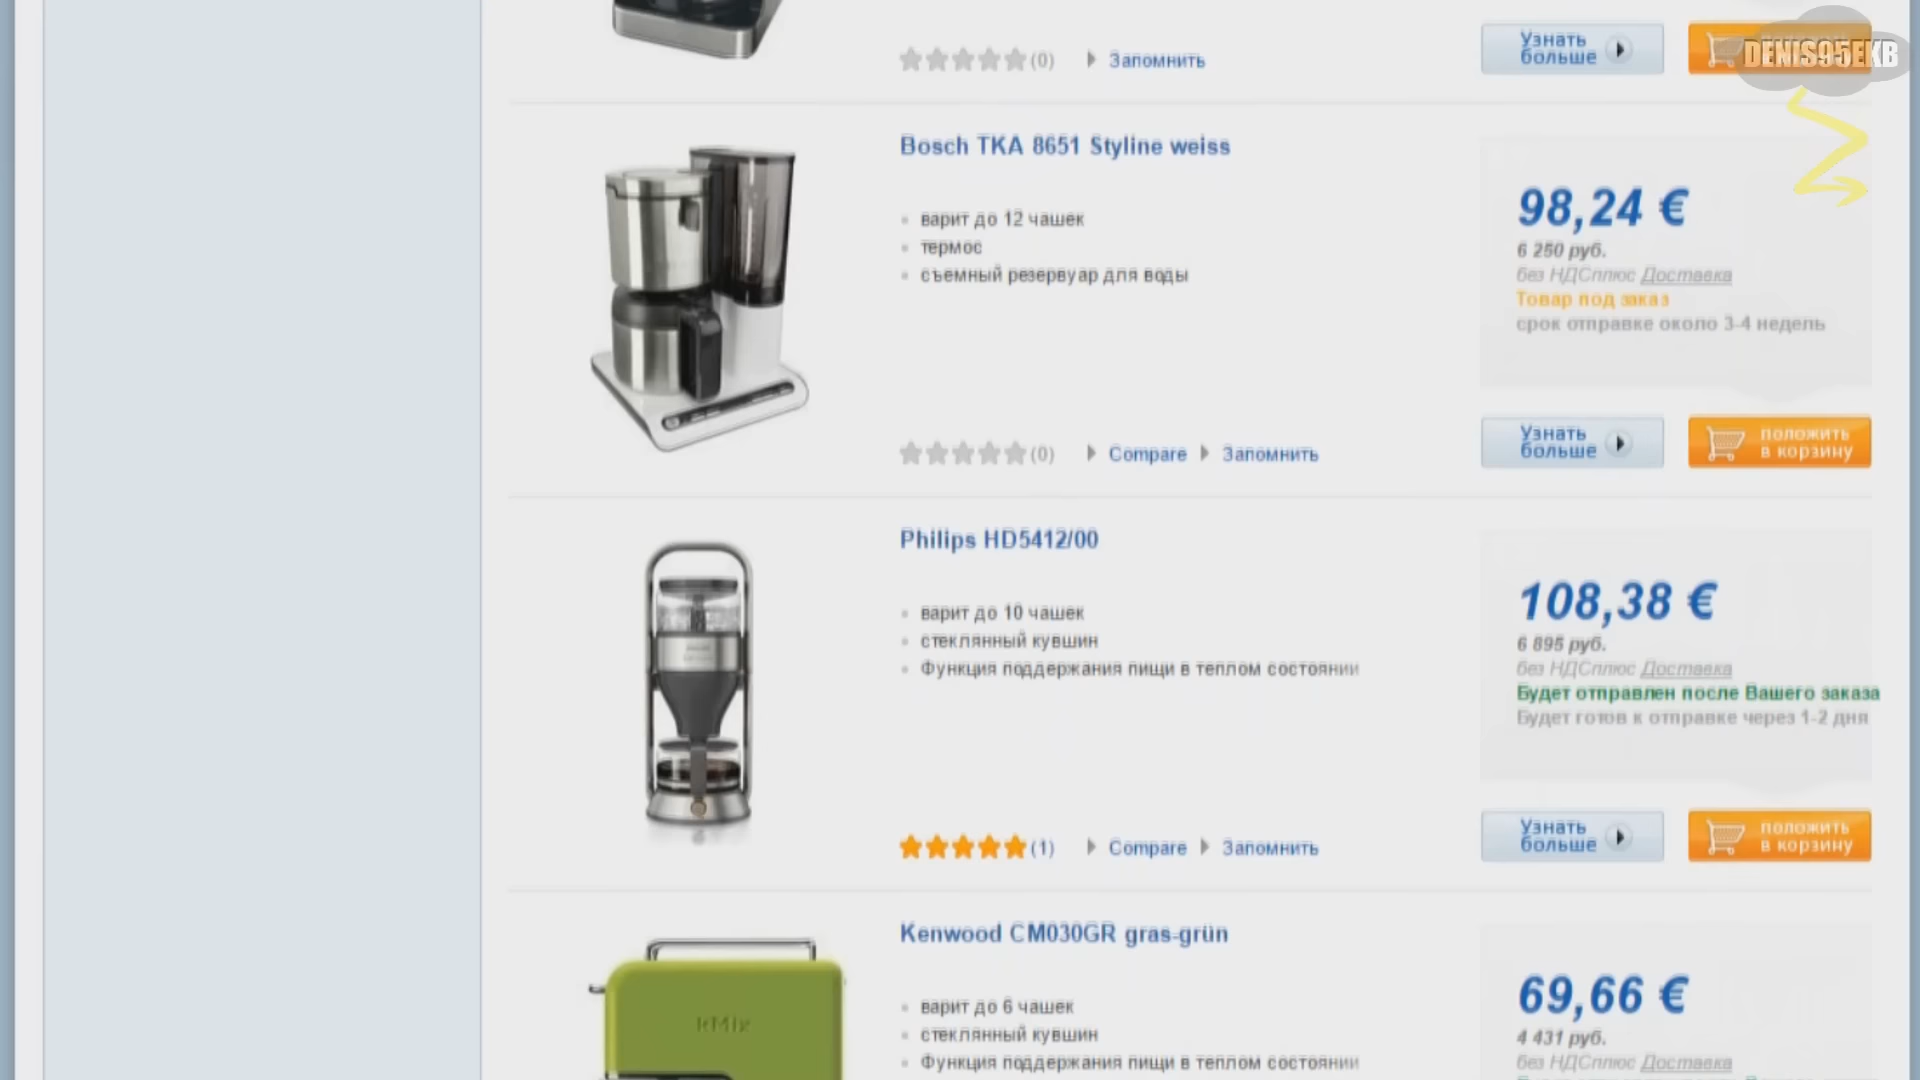 (0) Запомнить
Узнать больше
DENIS95EKB
Bosch TKA 8651 Styline weiss
варит до 12 чашек
термос
съемный резервуар для воды
98,24 €
6 250 руб.
без НДСплюс Доставка
Товар под заказ
срок отправке около 3-4 недель
(0) Compare Запомнить
Узнать больше
положить в корзину
Philips HD5412/00
варит до 10 чашек
стеклянный кувшин
Функция поддержания пищи в теплом состоянии
108,38 €
6 895 руб.
без НДСплюс Доставка
Будет отправлен после Вашего заказа
Будет готов к отправке через 1-2 дня
(1) Compare Запомнить
Узнать больше
положить в корзину
Kenwood CM030GR gras-grün
kMix
варит до 6 чашек
стеклянный кувшин
Функция поддержания пищи в теплом состоянии
69,66 €
4 431 руб.
без НДСплюс Доставка